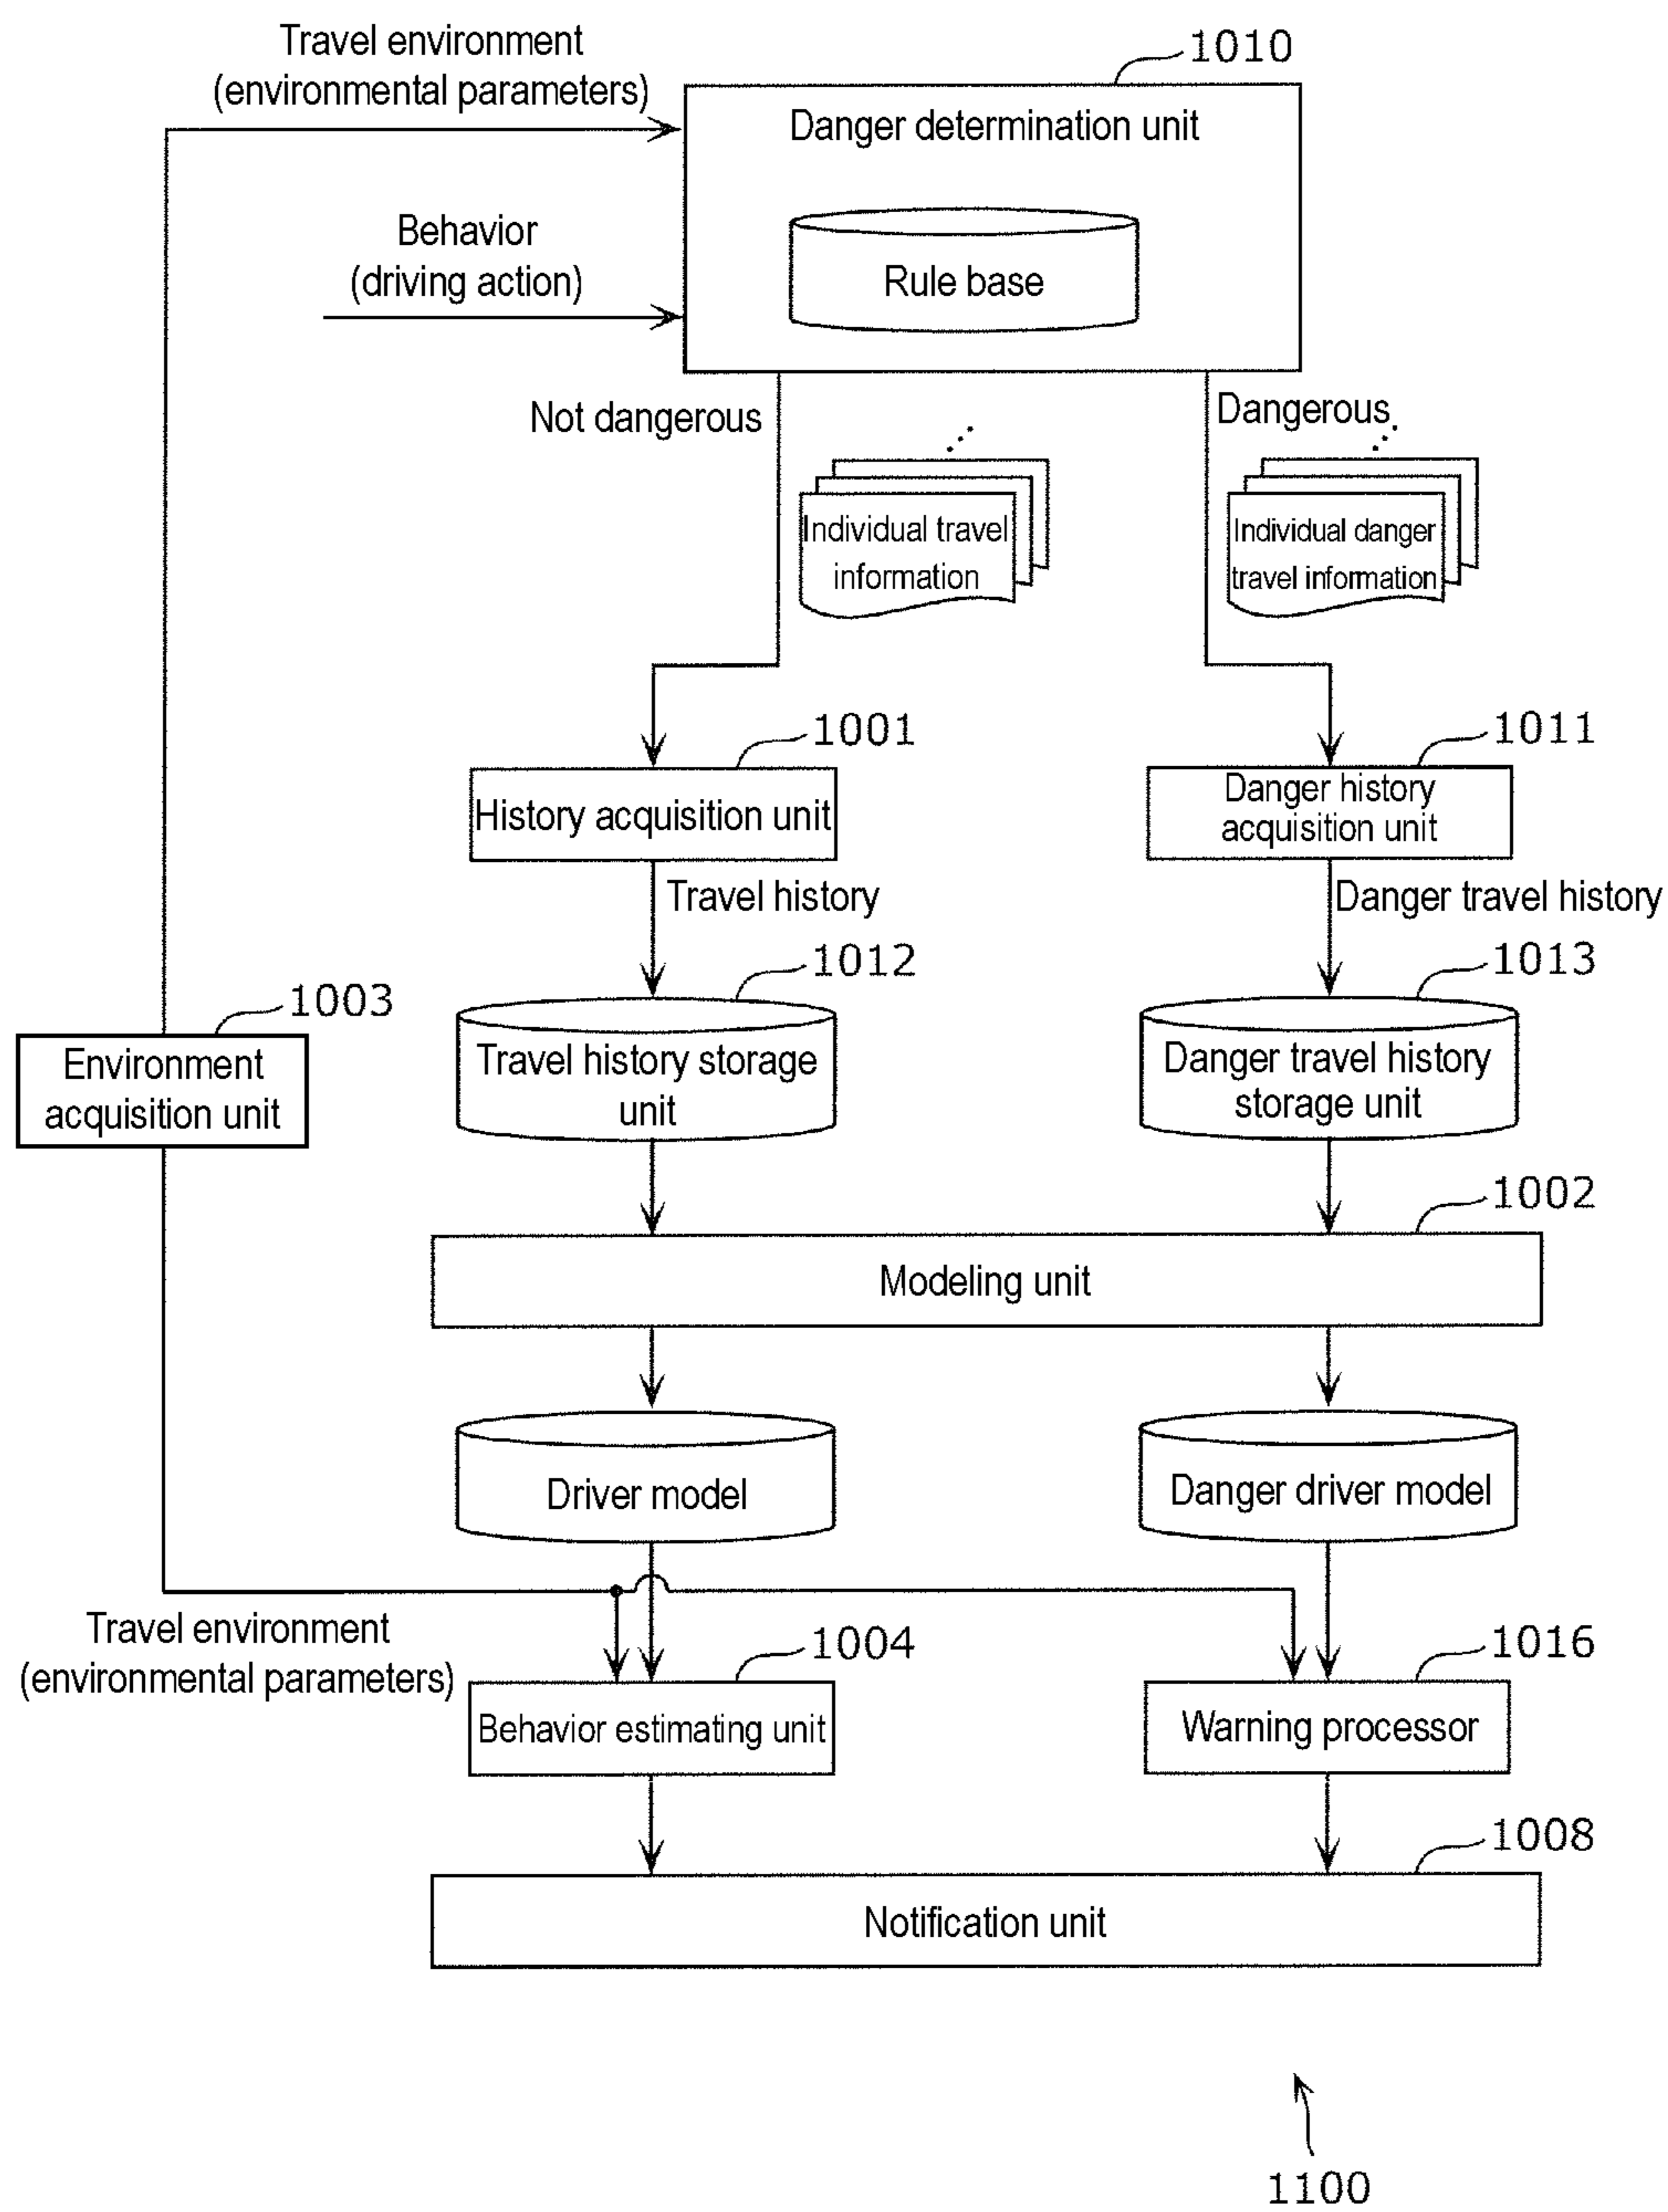 Travel environment
(environmental parameters)
1010
Danger determination unit
Behavior
(driving action)
Rule base
Not dangerous
Dangerous
Individual travel
information
Individual danger
travel information
1001
1011
History acquisition unit
Danger history
acquisition unit
Travel history
Danger travel history
1012
1013
1003
Environment
acquisition unit
Travel history storage
unit
Danger travel history
storage unit
1002
Modeling unit
Driver model
Danger driver model
Travel environment
(environmental parameters)
1004
1016
Behavior estimating unit
Warning processor
1008
Notification unit
1100